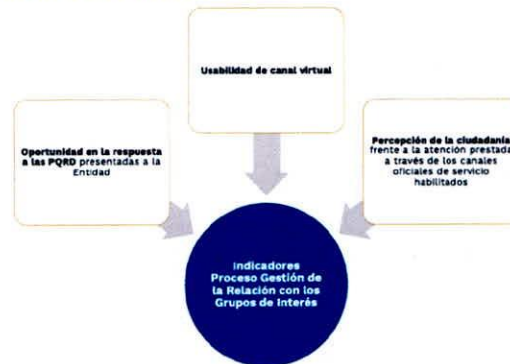 Usabilidad de canal virtual
Oportunidad en la respuesta
a las PQRD presentadas a la
Entidad
Percepción de la ciudadanía
frente a la atención prestada
a través de los canales
oficiales de servicio
habilitados
Indicadores
Proceso Gestión de
la Relación con los
Grupos de Interés